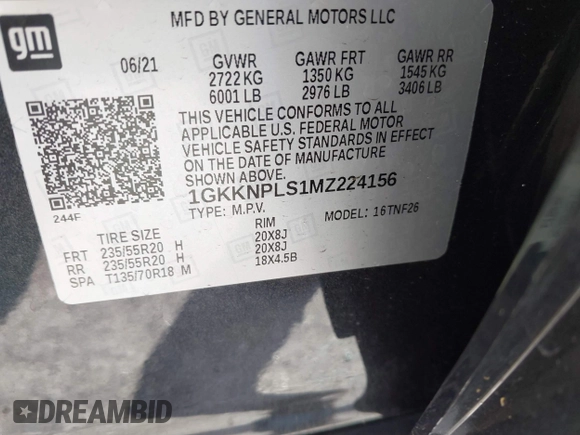 MFD BY GENERAL MOTORS LLC
gm
06/21 GVWR GAWR FRT GAWR RR
2722 KG 1350 KG 1545 KG
6001 LB 2976 LB 3406 LB
THIS VEHICLE CONFORMS TO ALL
APPLICABLE U.S. FEDERAL MOTOR
VEHICLE SAFETY STANDARDS IN EFFECT
ON THE DATE OF MANUFACTURE SHOWN
ABOVE.
1GKKNPLS1MZ224156
244F
TYPE: M.P.V. MODEL: 16TNF26
TIRE SIZE RIM
FRT 235/55R20 H 20X8J
RR 235/55R20 H 20X8J
SPA T135/70R18 M 18X4.5B
DREAMBID